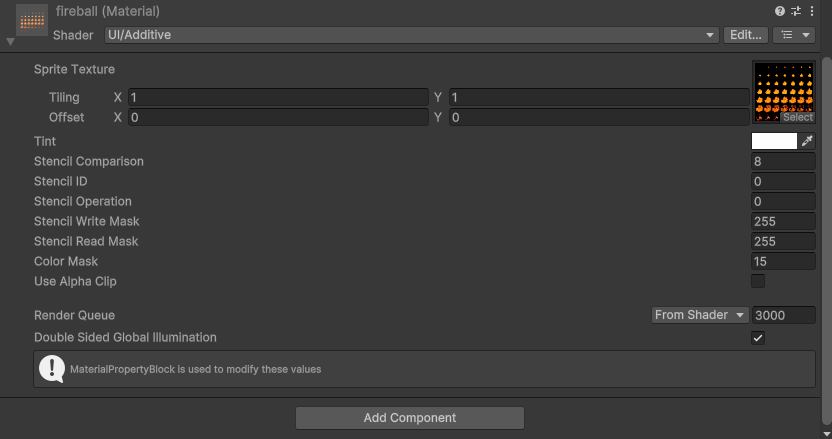 fireball (Material)
Shader UI/Additive Edit...
Sprite Texture
Tiling X 1 Y 1
Offset X 0 Y 0
Select
Tint
Stencil Comparison 8
Stencil ID 0
Stencil Operation 0
Stencil Write Mask 255
Stencil Read Mask 255
Color Mask 15
Use Alpha Clip
Render Queue From Shader 3000
Double Sided Global Illumination
MaterialPropertyBlock is used to modify these values
Add Component